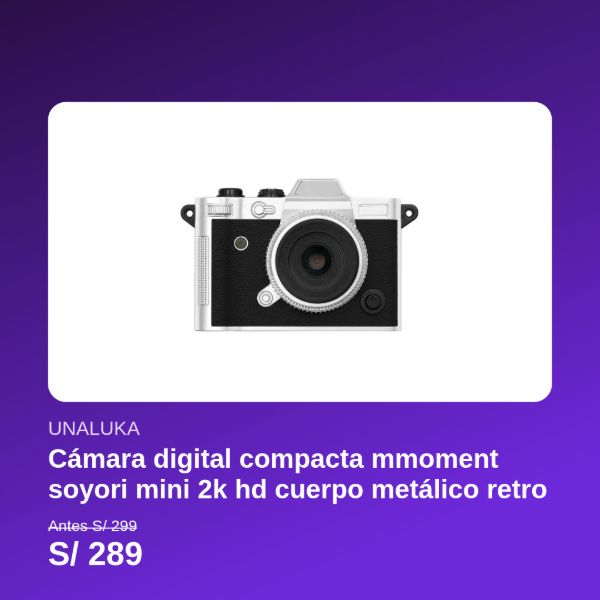 UNALUKA
Cámara digital compacta mmoment
soyori mini 2k hd cuerpo metálico retro
Antes S/ 299
S/ 289